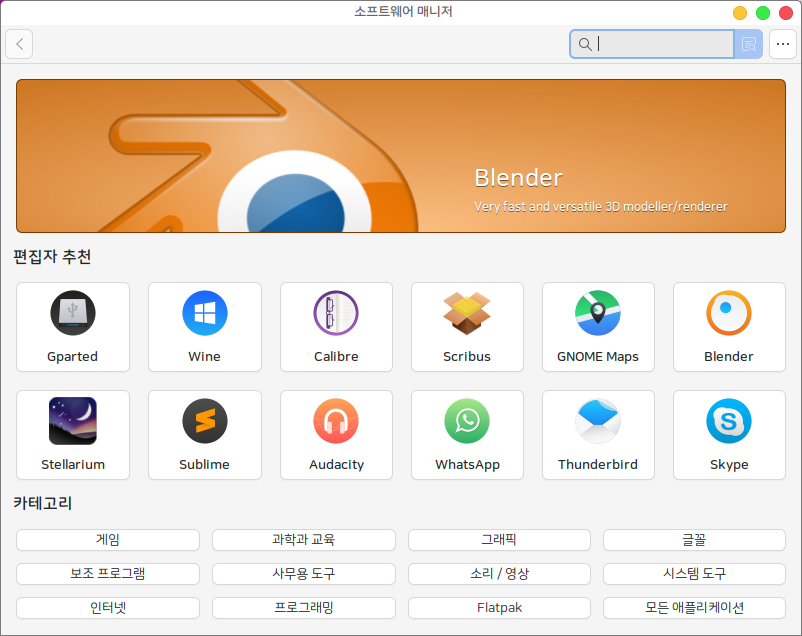 소프트웨어 매니저
Blender
Very fast and versatile 3D modeller/renderer
편집자 추천
Gparted
Wine
Calibre
Scribus
GNOME Maps
Blender
Stellarium
Sublime
Audacity
WhatsApp
Thunderbird
Skype
카테고리
게임
과학과 교육
그래픽
글꼴
보조 프로그램
사무용 도구
소리 / 영상
시스템 도구
인터넷
프로그래밍
Flatpak
모든 애플리케이션